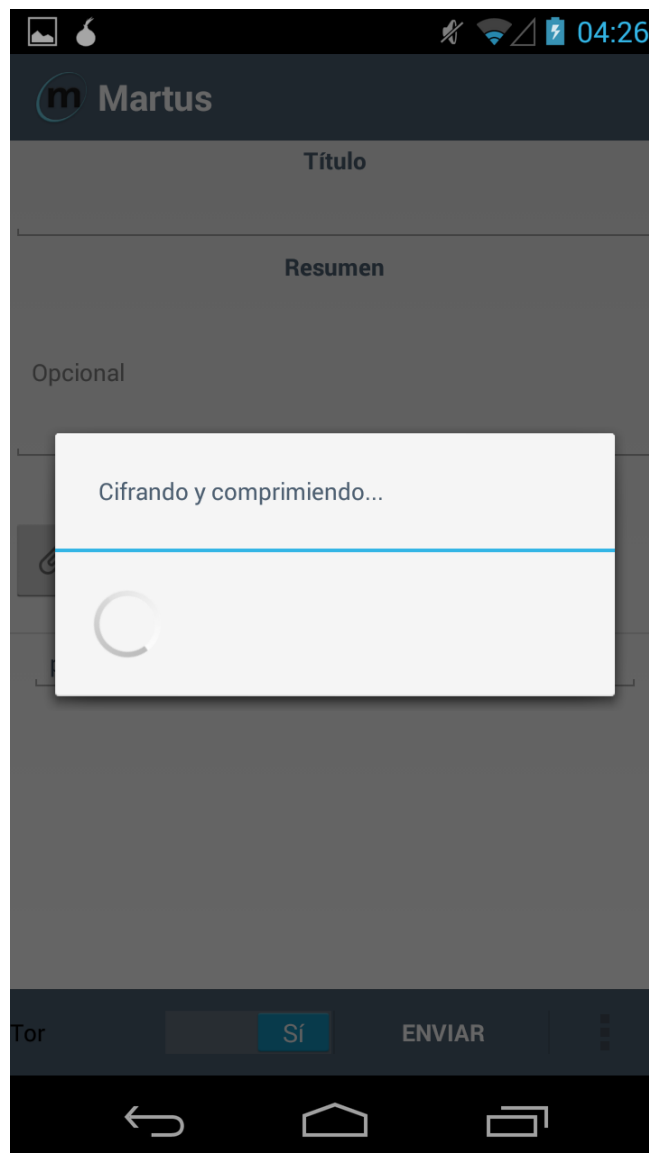 04:26
m Martus
Título
Resumen
Opcional
Cifrando y comprimiendo...
Tor Sí ENVIAR